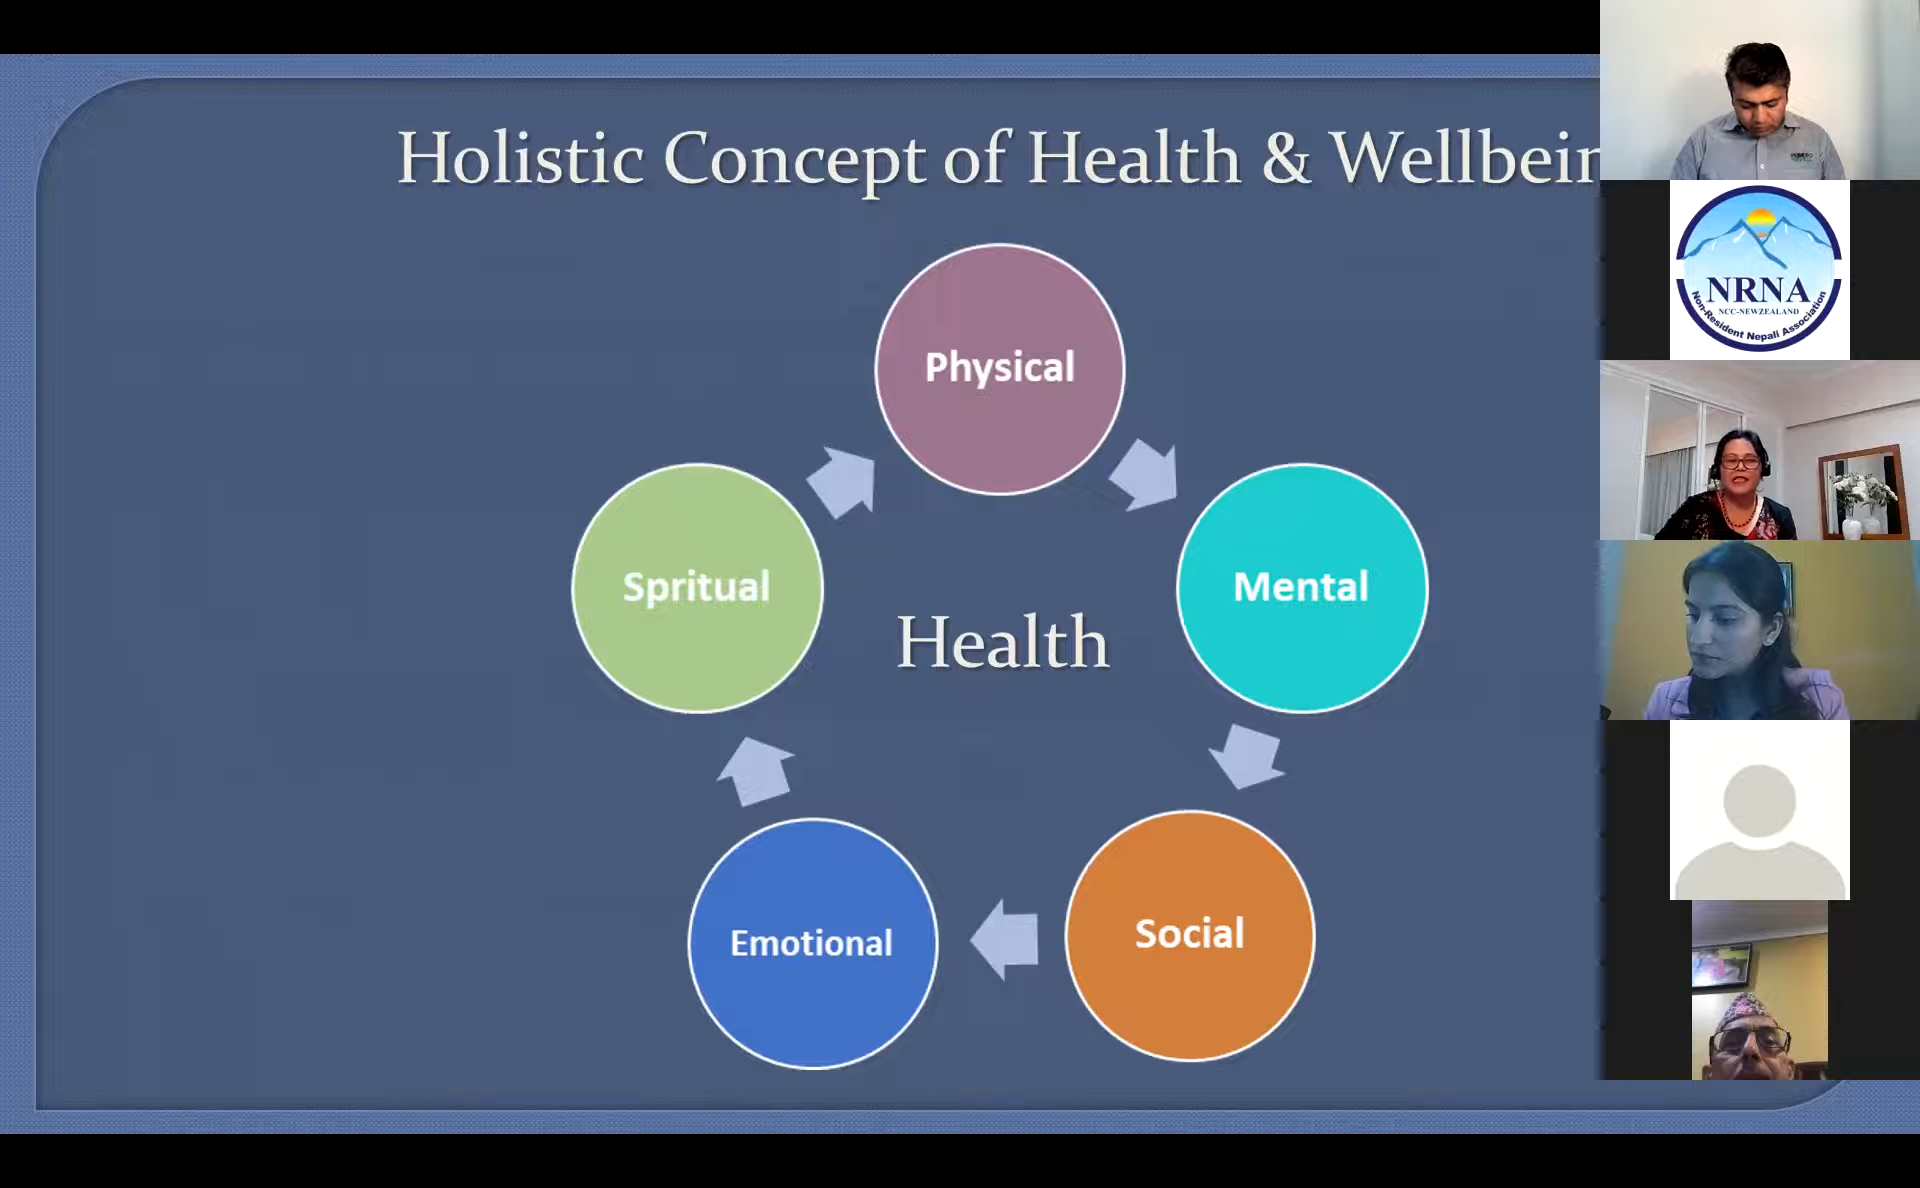 Holistic Concept of Health & Wellbein
Physical
Mental
Social
Emotional
Spritual
Health
NRNA
NCC-NEWZEALAND
Non-Resident Nepali Association